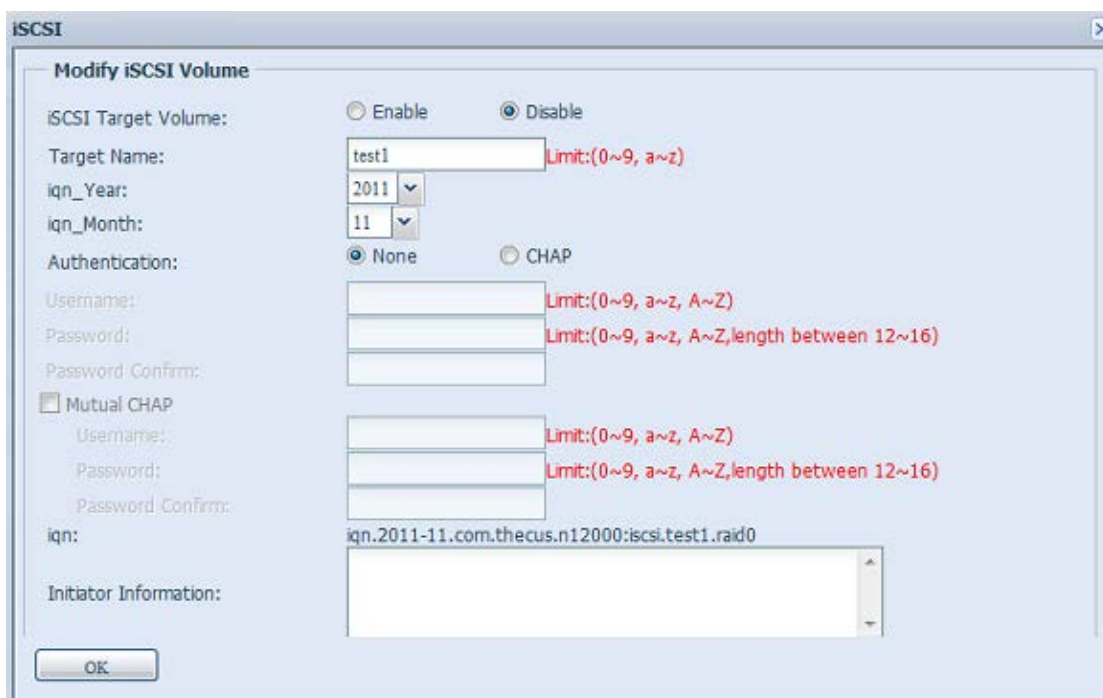 iSCSI
Modify iSCSI Volume
iSCSI Target Volume: Enable Disable
Target Name: test1 Limit:(0~9, a~z)
iqn_Year: 2011
iqn_Month: 11
Authentication: None CHAP
Username: Limit:(0~9, a~z, A~Z)
Password: Limit:(0~9, a~z, A~Z,length between 12~16)
Password Confirm:
Mutual CHAP
Username: Limit:(0~9, a~z, A~Z)
Password: Limit:(0~9, a~z, A~Z,length between 12~16)
Password Confirm:
iqn: iqn.2011-11.com.thecus.n12000:iscsi.test1.raid0
Initiator Information:
OK